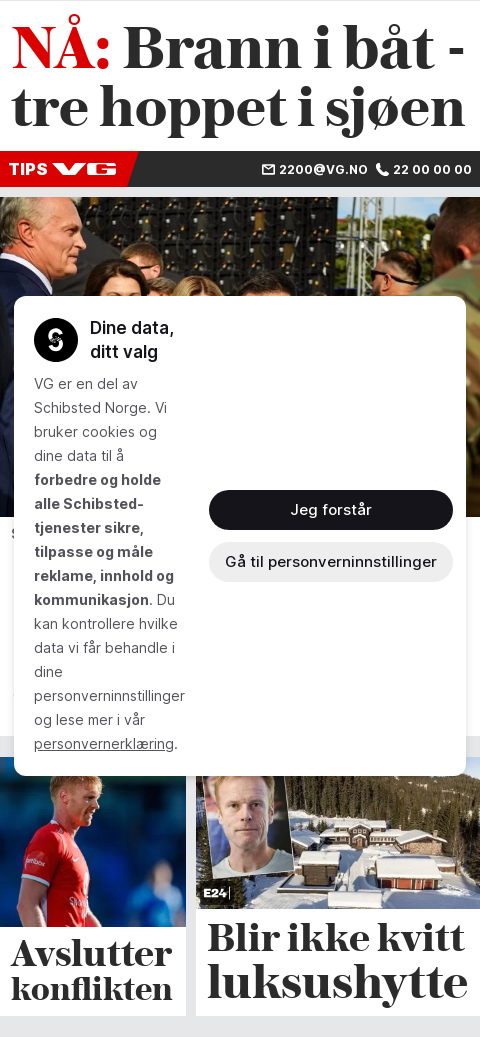 NÅ: Brann i båt -
tre hoppet i sjøen
TIPS VG
2200@VG.NO 22 00 00 00
Dine data,
ditt valg
VG er en del av
Schibsted Norge. Vi
bruker cookies og
dine data til å
forbedre og holde
alle Schibsted-
tjenester sikre,
tilpasse og måle
reklame, innhold og
kommunikasjon. Du
kan kontrollere hvilke
data vi får behandle i
dine
personverninnstillinger
og lese mer i vår
personvernerklæring.
Jeg forstår
Gå til personverninnstillinger
E24
Avslutter
konflikten
Blir ikke kvitt
luksushytte